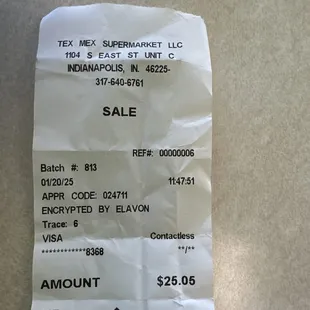 TEX MEX SUPERMARKET LLC
1104 S EAST ST UNIT C
INDIANAPOLIS, IN. 46225-
317-640-6761
SALE
REF#: 00000006
Batch #: 813
01/20/25 11:47:51
APPR CODE: 024711
ENCRYPTED BY ELAVON
Trace: 6
VISA Contactless
************8368 **/**
AMOUNT $25.05